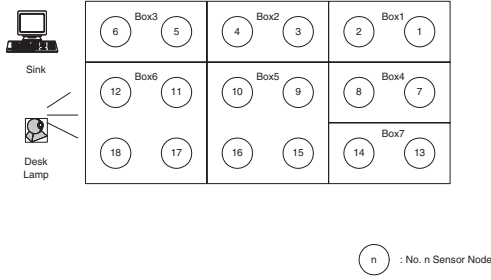 Box3 Box2 Box1
6 5 4 3 2 1
Sink
Box6 Box5 Box4
12 11 10 9 8 7
Box7
18 17 16 15 14 13
Desk
Lamp
n : No. n Sensor Node